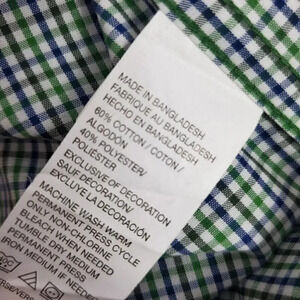 MADE IN BANGLADESH
FABRIQUE AU BANGLADESH
HECHO EN BANGLADESH
60% COTTON / COTON /
ALGODÓN
40% POLYESTER/
POLIÉSTER
EXCLUSIVE OF DECORATION/
SAUF DÉCORATION/
EXCLUYE LA DECORACIÓN
MACHINE WASH WARM
PERMANENT PRESS CYCLE
ONLY NON-CHLORINE
BLEACH WHEN NEEDED
TUMBLE DRY MEDIUM
PERMANENT PRESS
IRON MEDIUM IF NEEDED